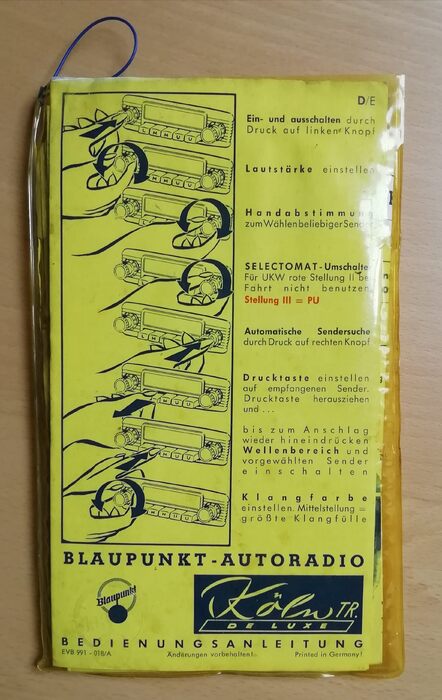 D/E
Ein- und ausschalten durch
Druck auf linken Knopf
Lautstärke einstellen
Handabstimmung
zum Wählen beliebiger Sender
SELECTOMAT-Umschalter
Für UKW rote Stellung II bei
Fahrt nicht benutzen
Stellung III = PU
Automatische Sendersuche
durch Druck auf rechten Knopf
Drucktaste einstellen
auf empfangenen Sender.
Drucktaste herausziehen
und ...
bis zum Anschlag
wieder hineindrücken
Wellenbereich und
vorgewählten Sender
einschalten
Klangfarbe
einstellen. Mittelstellung =
größte Klangfülle
BLAUPUNKT-AUTORADIO
Blaupunkt
Köln TR.
DE LUXE
BEDIENUNGSANLEITUNG
EVB 991 - 018/A
Änderungen vorbehalten!
Printed in Germany!